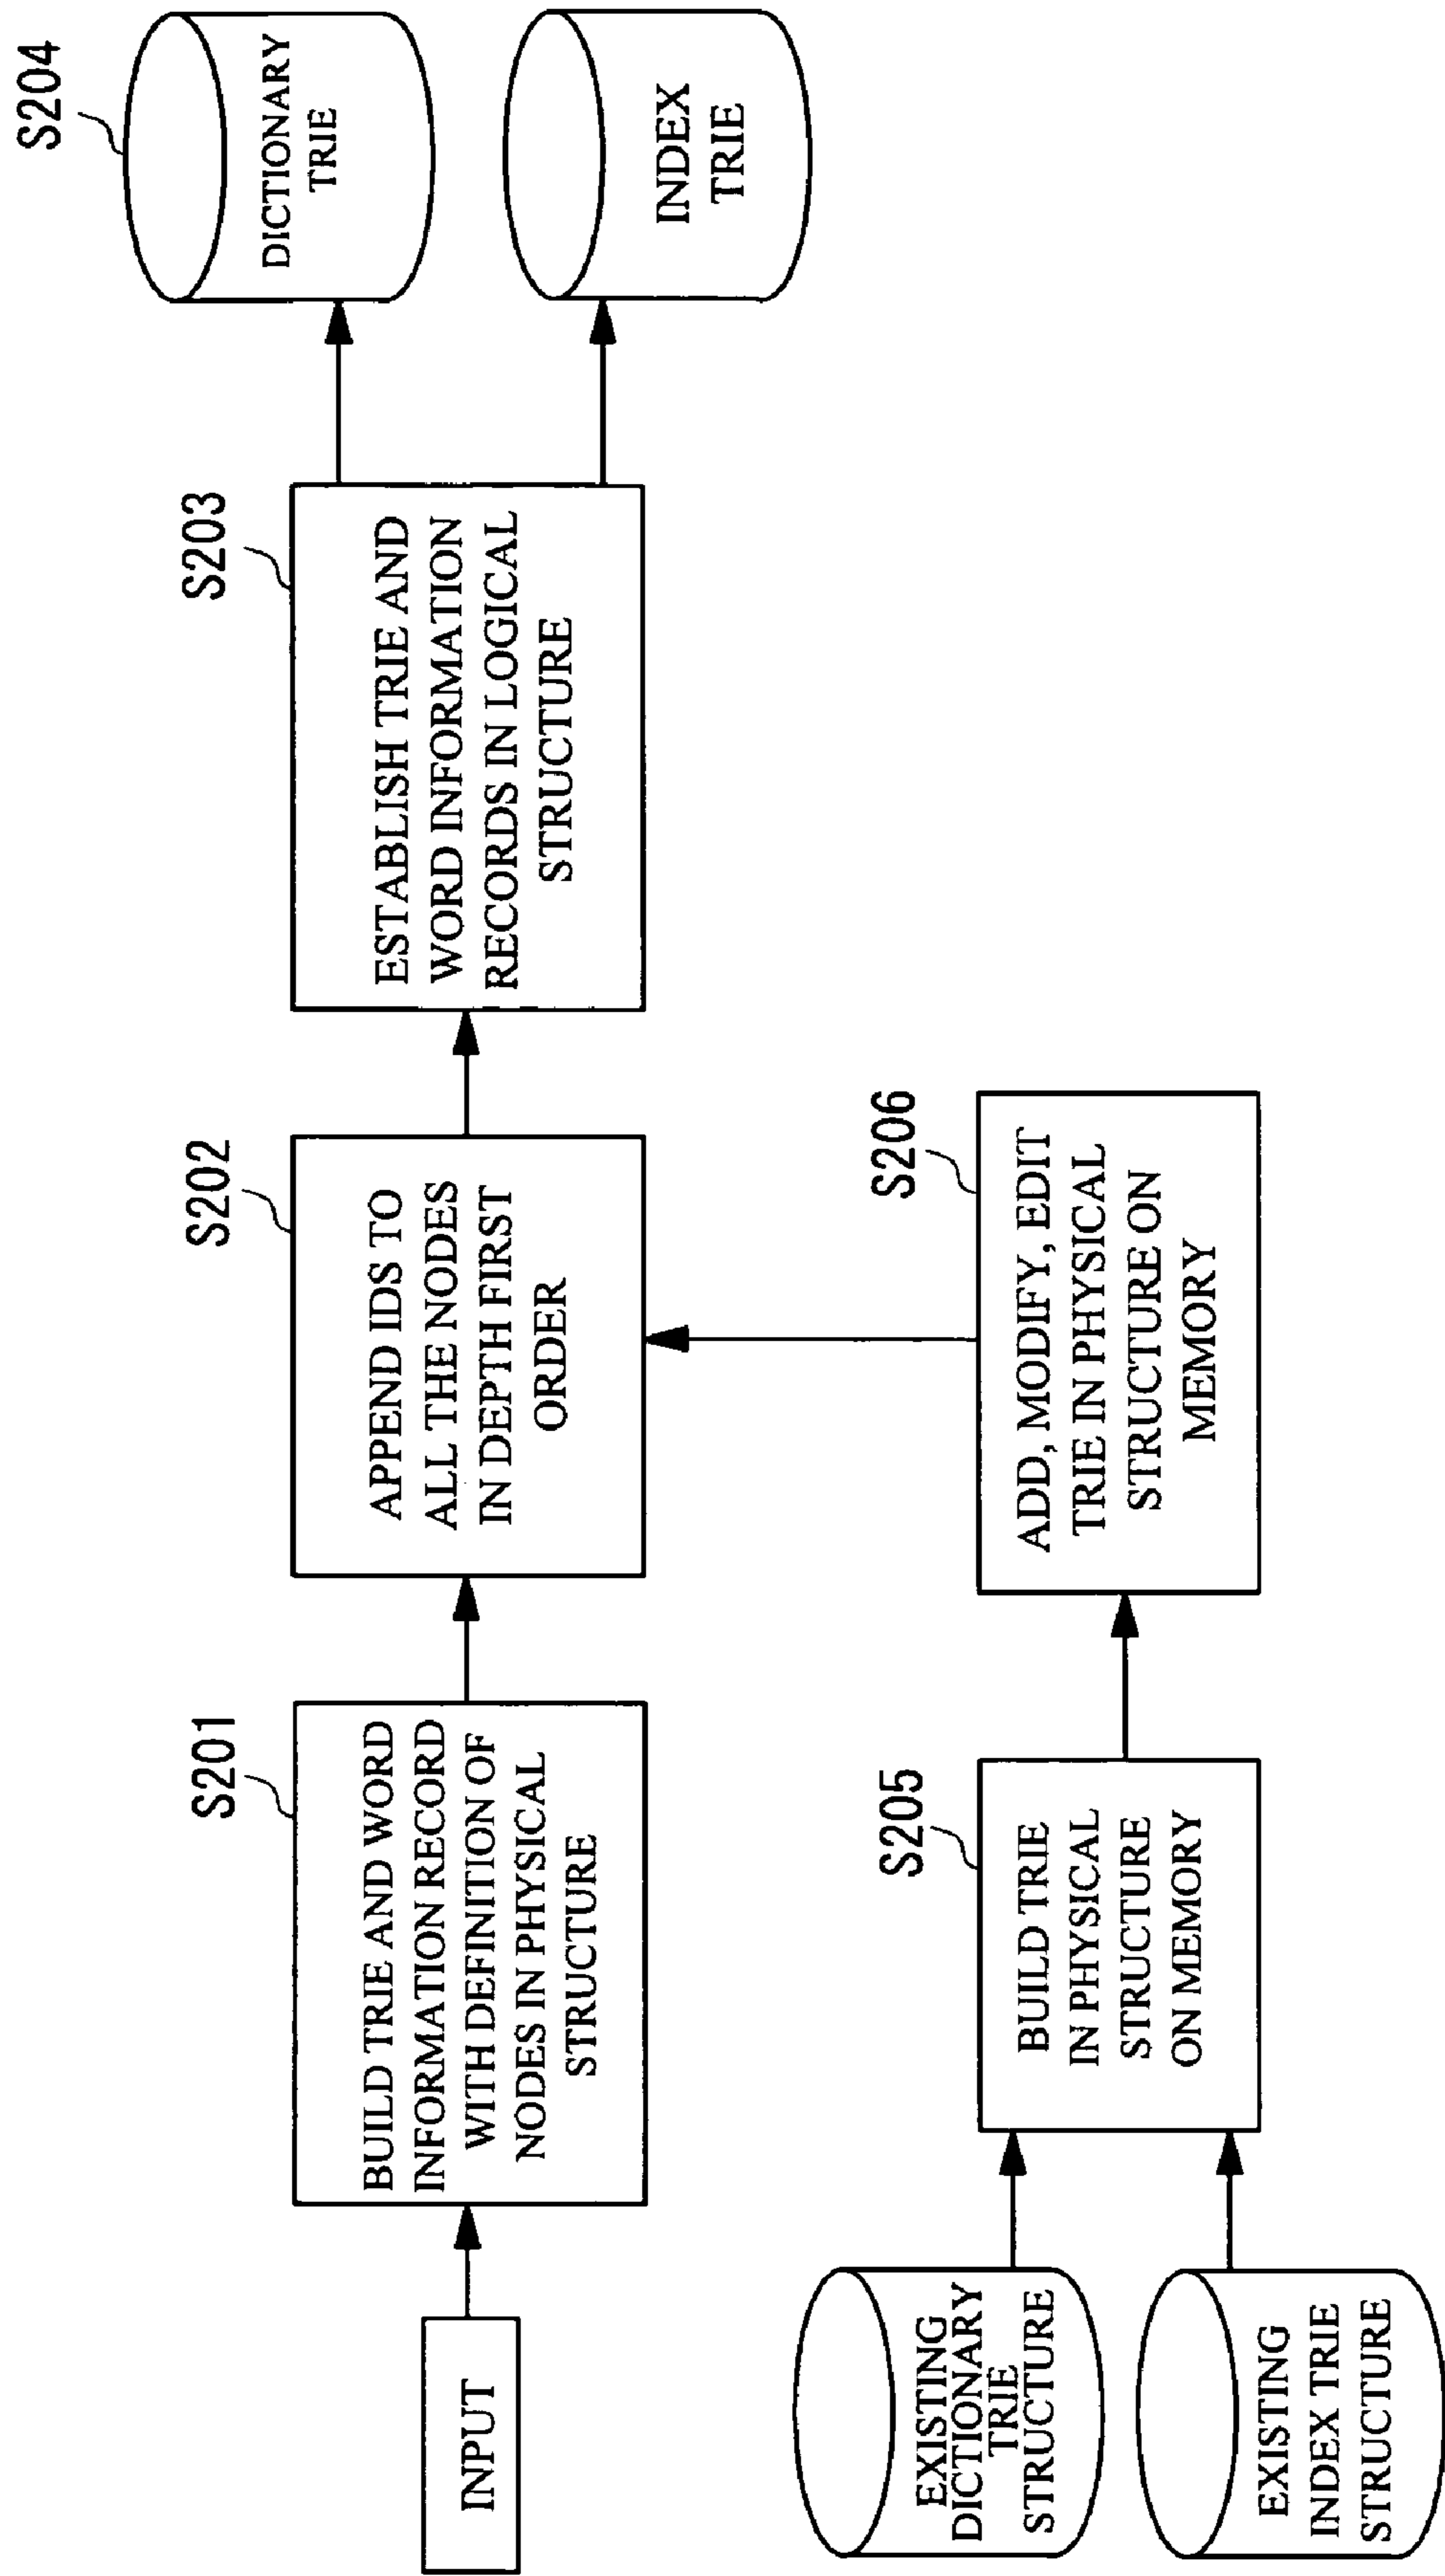 INPUT
S201
BUILD TRIE AND WORD
INFORMATION RECORD
WITH DEFINITION OF
NODES IN PHYSICAL
STRUCTURE
S202
APPEND IDS TO
ALL THE NODES
IN DEPTH FIRST
ORDER
S203
ESTABLISH TRIE AND
WORD INFORMATION
RECORDS IN LOGICAL
STRUCTURE
S204
DICTIONARY
TRIE
INDEX
TRIE
EXISTING
DICTIONARY
TRIE
STRUCTURE
EXISTING
INDEX TRIE
STRUCTURE
S205
BUILD TRIE
IN PHYSICAL
STRUCTURE
ON MEMORY
S206
ADD, MODIFY, EDIT
TRIE IN PHYSICAL
STRUCTURE ON
MEMORY